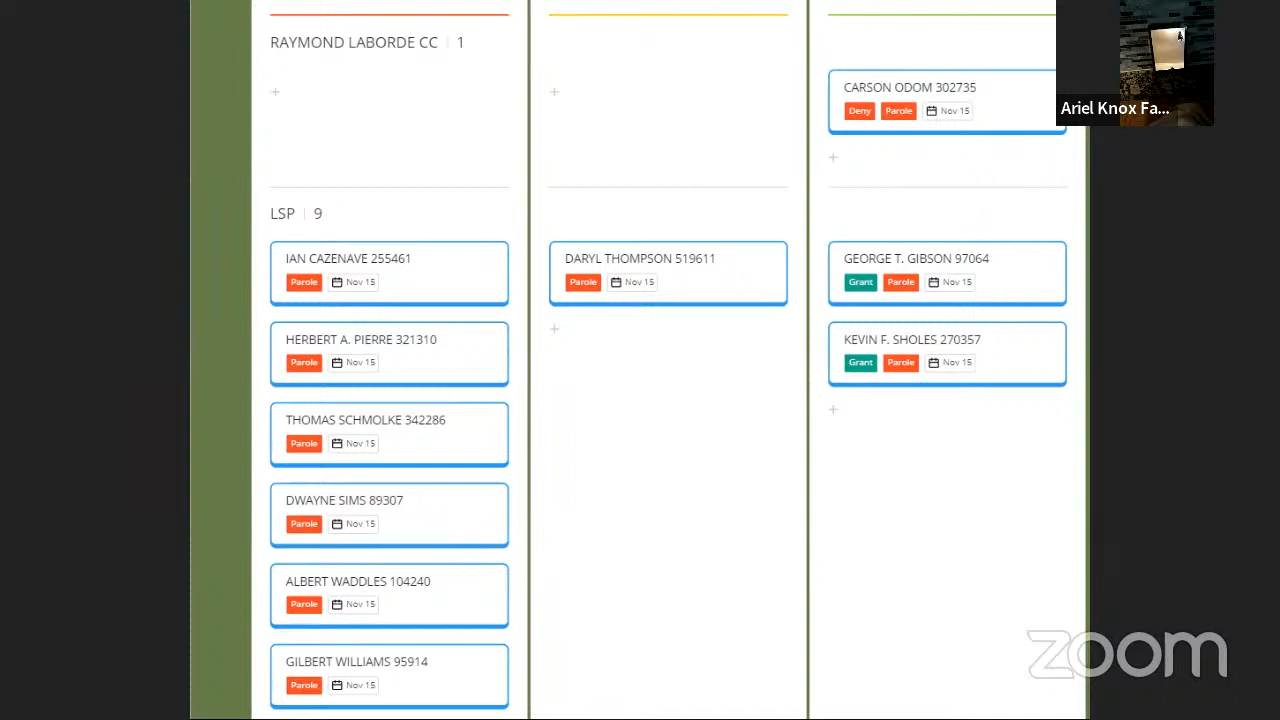 RAYMOND LABORDE CC | 1
+
+
CARSON ODOM 302735
Deny Parole Nov 15
+
Ariel Knox Fa...
LSP | 9
IAN CAZENAVE 255461
Parole Nov 15
DARYL THOMPSON 519611
Parole Nov 15
+
GEORGE T. GIBSON 97064
Grant Parole Nov 15
HERBERT A. PIERRE 321310
Parole Nov 15
KEVIN F. SHOLES 270357
Grant Parole Nov 15
+
THOMAS SCHMOLKE 342286
Parole Nov 15
DWAYNE SIMS 89307
Parole Nov 15
ALBERT WADDLES 104240
Parole Nov 15
GILBERT WILLIAMS 95914
Parole Nov 15
zoom